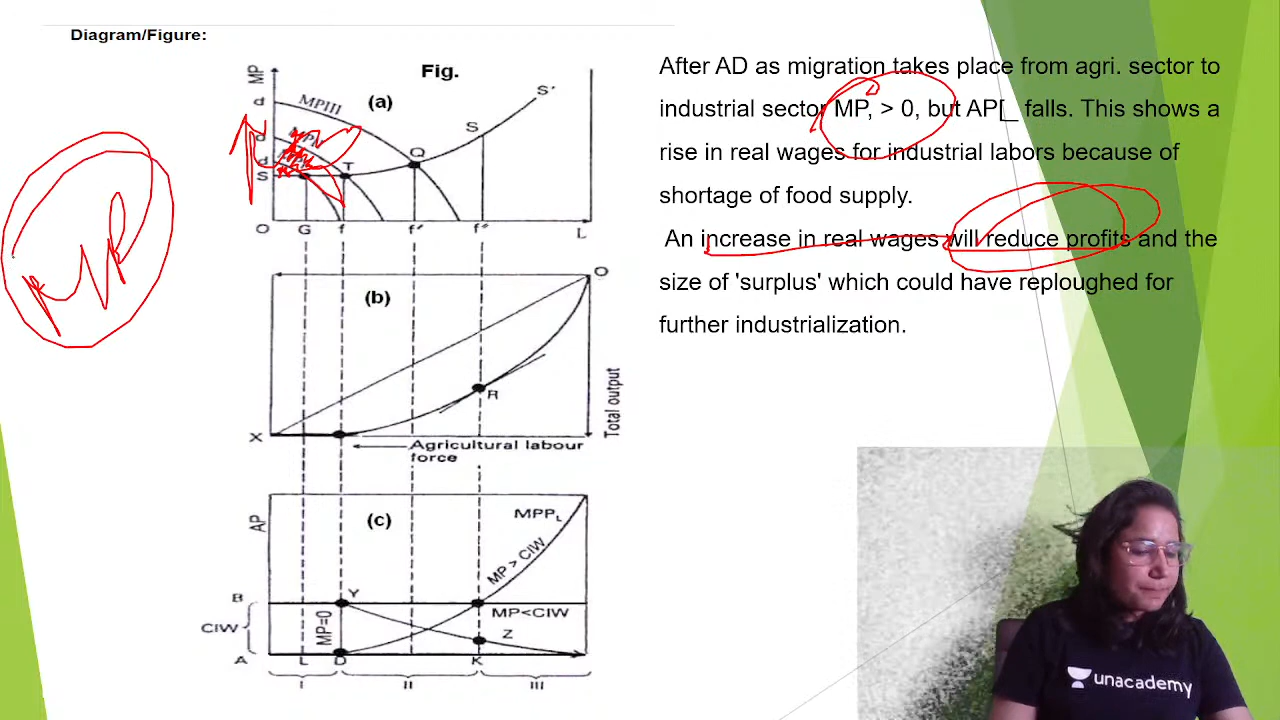 Diagram/Figure:
Fig.
MP
(a)
d
MPIII
d
d
S
S
S'
T
Q
O
G
f
f'
f"
L
(b)
O
R
X
Total output
Agricultural labour
force
(c)
AP
MPPL
MP > CIW
B
Y
MP<CIW
CIW
MP=0
Z
A
L
D
K
I
II
III
After AD as migration takes place from agri. sector to
industrial sector MP, > 0, but AP[_ falls. This shows a
rise in real wages for industrial labors because of
shortage of food supply.
An increase in real wages will reduce profits and the
size of 'surplus' which could have reploughed for
further industrialization.
unacademy